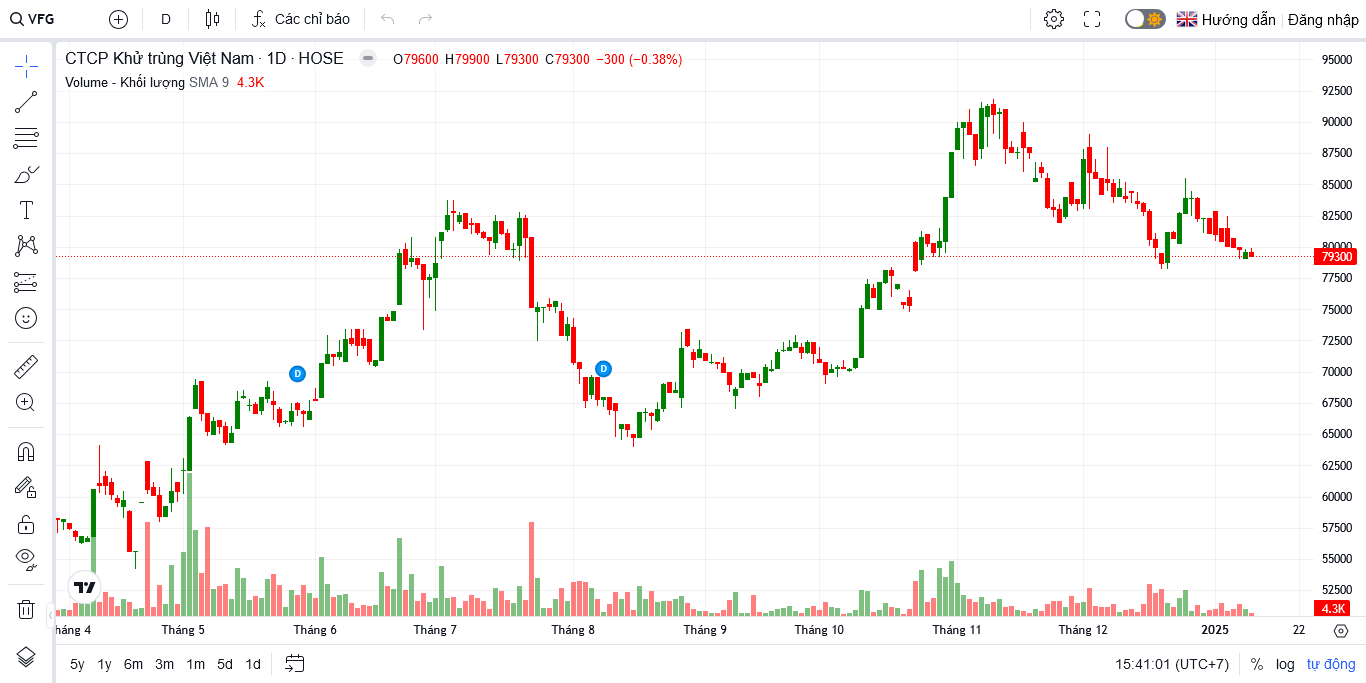 VFG D Các chỉ báo Hướng dẫn Đăng nhập
CTCP Khử trùng Việt Nam · 1D · HOSE O79600 H79900 L79300 C79300 −300 (−0.38%)
Volume - Khối lượng SMA 9 4.3K
95000
92500
90000
87500
85000
82500
80000
79300
77500
75000
72500
70000
67500
65000
62500
60000
57500
55000
52500
4.3K
D
D
háng 4 Tháng 5 Tháng 6 Tháng 7 Tháng 8 Tháng 9 Tháng 10 Tháng 11 Tháng 12 2025 22
5y 1y 6m 3m 1m 5d 1d 15:41:01 (UTC+7) % log tự động